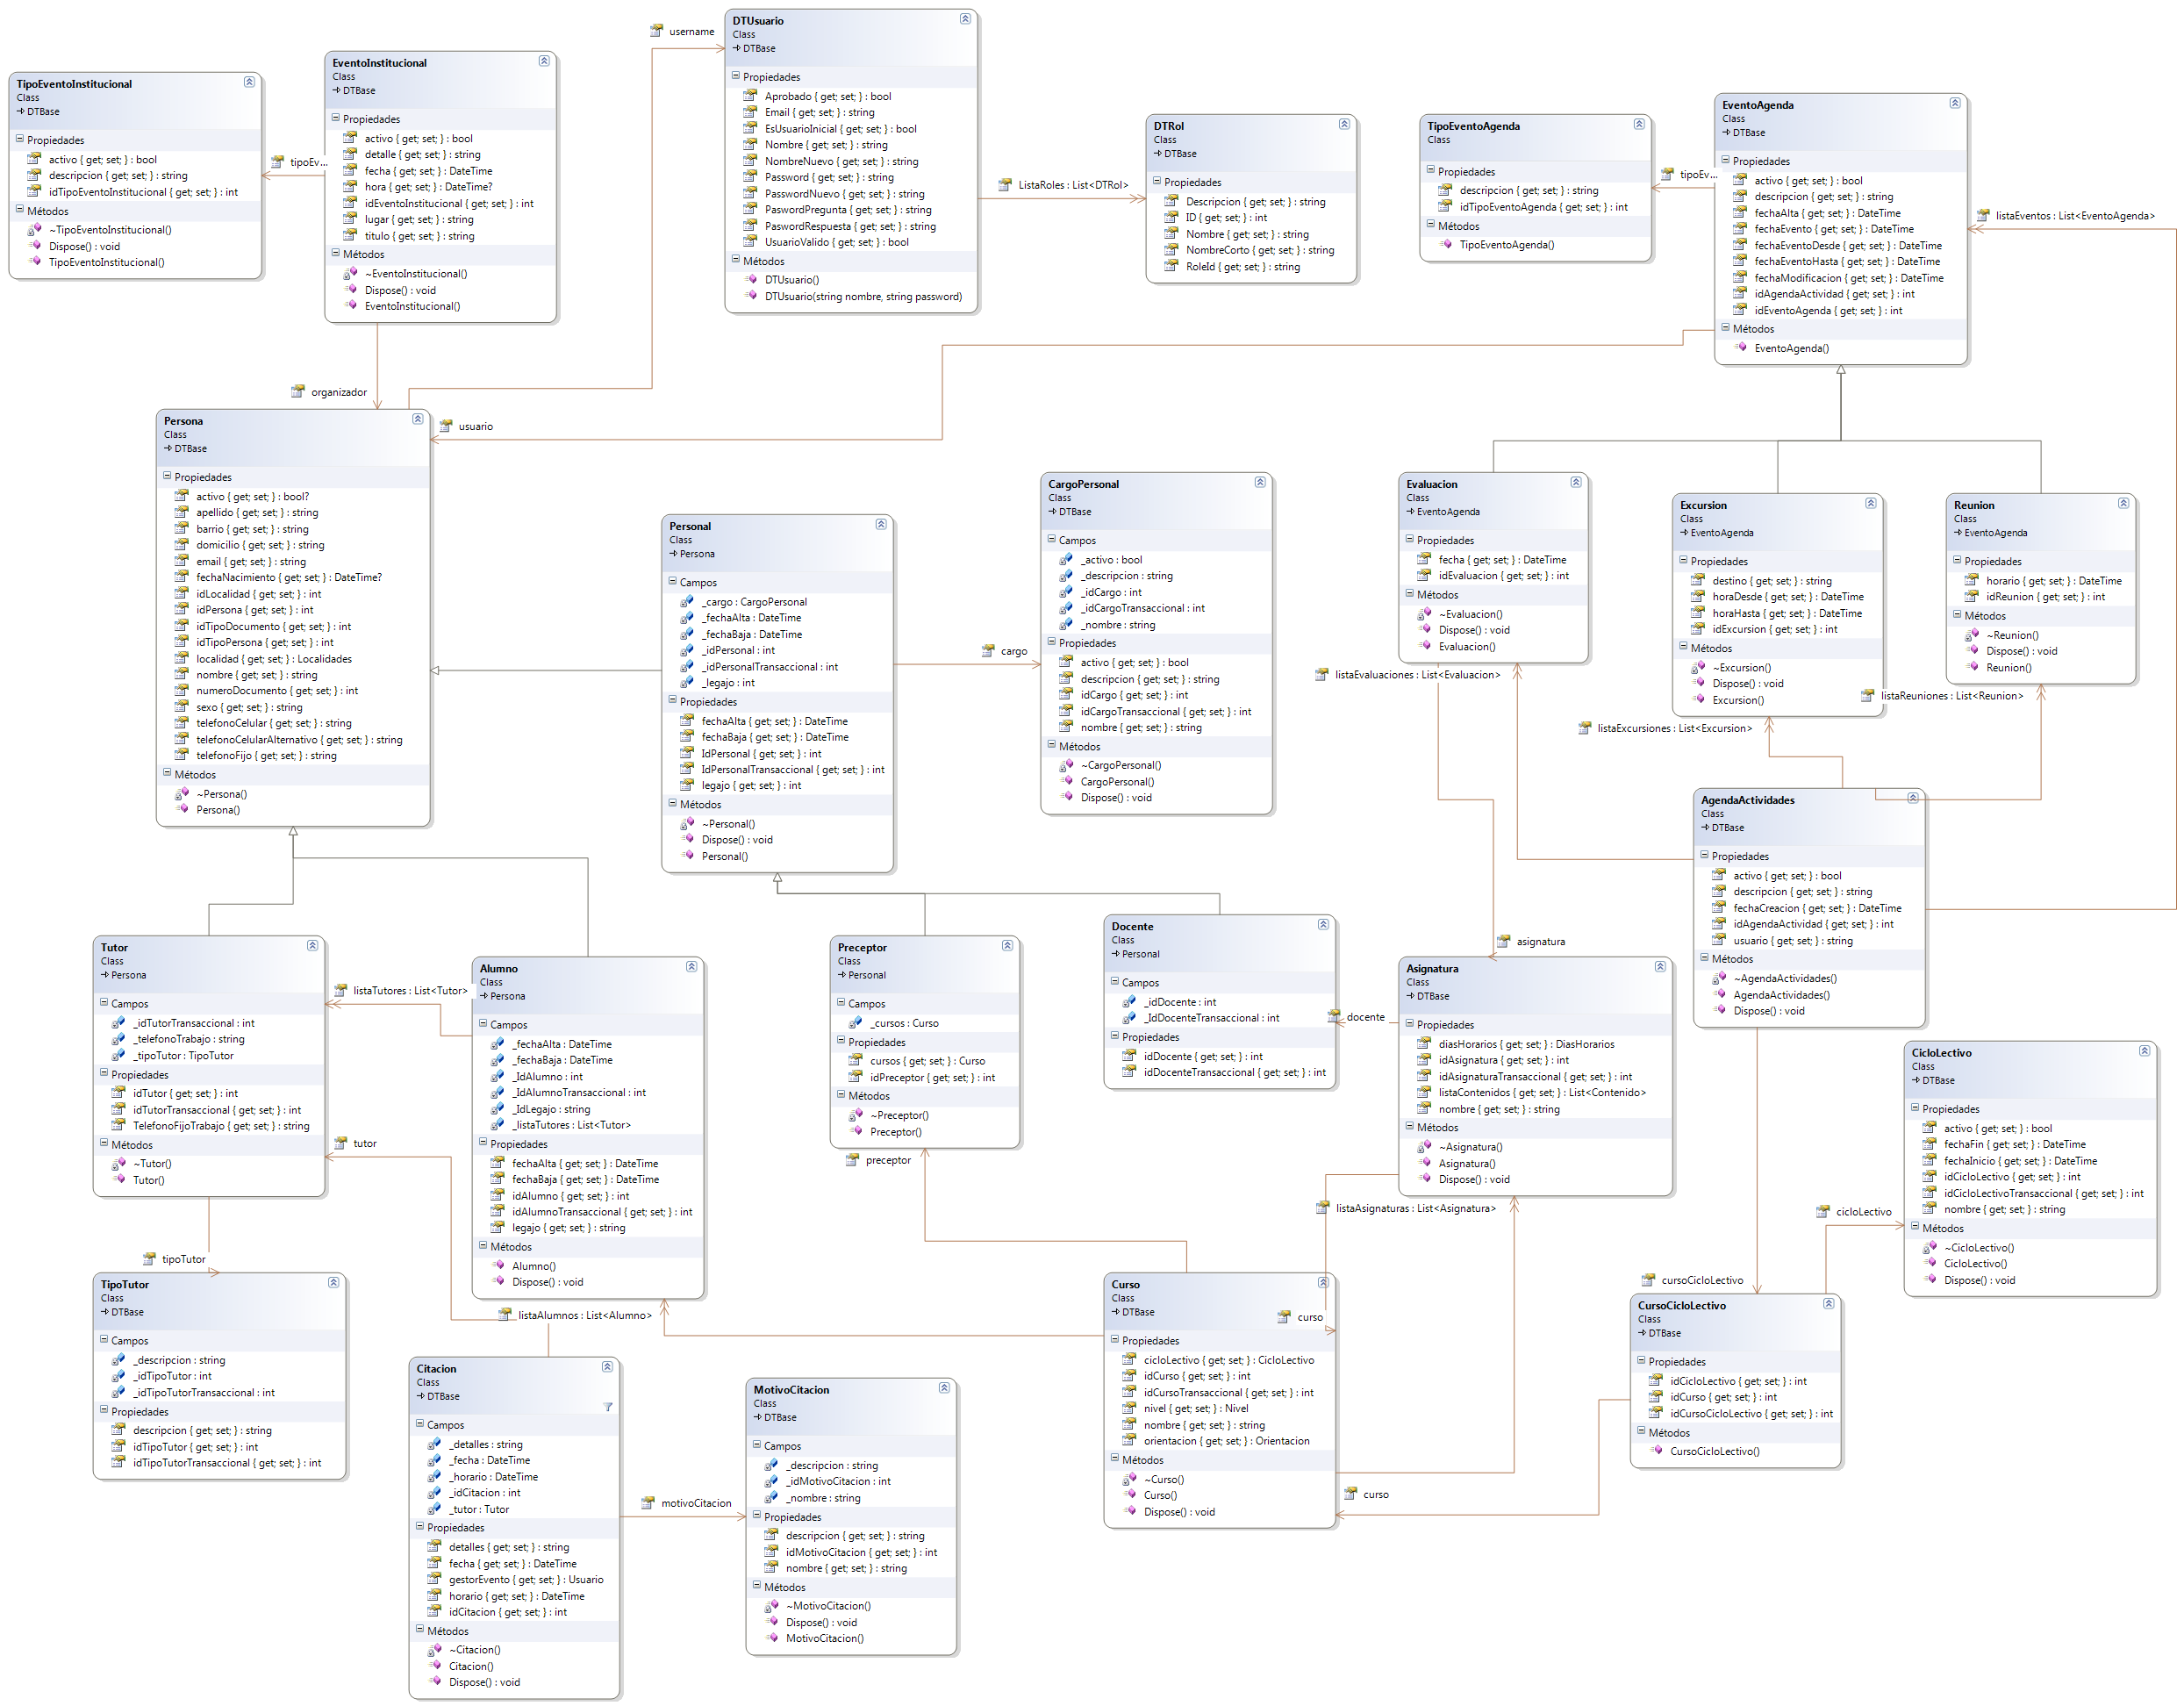 TipoEventoInstitucional
Class
DTBase
Propiedades
activo { get; set; } : bool
descripcion { get; set; } : string
idTipoEventoInstitucional { get; set; } : int
Métodos
~TipoEventoInstitucional()
Dispose() : void
TipoEventoInstitucional()
tipoEv...
EventoInstitucional
Class
DTBase
Propiedades
activo { get; set; } : bool
detalle { get; set; } : string
fecha { get; set; } : DateTime
hora { get; set; } : DateTime?
idEventoInstitucional { get; set; } : int
lugar { get; set; } : string
titulo { get; set; } : string
Métodos
~EventoInstitucional()
Dispose() : void
EventoInstitucional()
organizador
username
DTUsuario
Class
DTBase
Propiedades
Aprobado { get; set; } : bool
Email { get; set; } : string
EsUsuarioInicial { get; set; } : bool
Nombre { get; set; } : string
NombreNuevo { get; set; } : string
Password { get; set; } : string
PasswordNuevo { get; set; } : string
PaswordPregunta { get; set; } : string
PaswordRespuesta { get; set; } : string
UsuarioValido { get; set; } : bool
Métodos
DTUsuario()
DTUsuario(string nombre, string password)
ListaRoles : List<DTRol>
DTRol
Class
DTBase
Propiedades
Descripcion { get; set; } : string
ID { get; set; } : int
Nombre { get; set; } : string
NombreCorto { get; set; } : string
RoleId { get; set; } : string
TipoEventoAgenda
Class
DTBase
Propiedades
descripcion { get; set; } : string
idTipoEventoAgenda { get; set; } : int
Métodos
TipoEventoAgenda()
tipoEv...
EventoAgenda
Class
DTBase
Propiedades
activo { get; set; } : bool
descripcion { get; set; } : string
fechaAlta { get; set; } : DateTime
fechaEvento { get; set; } : DateTime
fechaEventoDesde { get; set; } : DateTime
fechaEventoHasta { get; set; } : DateTime
fechaModificacion { get; set; } : DateTime
idAgendaActividad { get; set; } : int
idEventoAgenda { get; set; } : int
Métodos
EventoAgenda()
listaEventos : List<EventoAgenda>
usuario
Persona
Class
DTBase
Propiedades
activo { get; set; } : bool?
apellido { get; set; } : string
barrio { get; set; } : string
domicilio { get; set; } : string
email { get; set; } : string
fechaNacimiento { get; set; } : DateTime?
idLocalidad { get; set; } : int
idPersona { get; set; } : int
idTipoDocumento { get; set; } : int
idTipoPersona { get; set; } : int
localidad { get; set; } : Localidades
nombre { get; set; } : string
numeroDocumento { get; set; } : int
sexo { get; set; } : string
telefonoCelular { get; set; } : string
telefonoCelularAlternativo { get; set; } : string
telefonoFijo { get; set; } : string
Métodos
~Persona()
Persona()
Personal
Class
Persona
Campos
_cargo : CargoPersonal
_fechaAlta : DateTime
_fechaBaja : DateTime
_idPersonal : int
_idPersonalTransaccional : int
_legajo : int
Propiedades
fechaAlta { get; set; } : DateTime
fechaBaja { get; set; } : DateTime
IdPersonal { get; set; } : int
IdPersonalTransaccional { get; set; } : int
legajo { get; set; } : int
Métodos
~Personal()
Dispose() : void
Personal()
cargo
CargoPersonal
Class
DTBase
Campos
_activo : bool
_descripcion : string
_idCargo : int
_idCargoTransaccional : int
_nombre : string
Propiedades
activo { get; set; } : bool
descripcion { get; set; } : string
idCargo { get; set; } : int
idCargoTransaccional { get; set; } : int
nombre { get; set; } : string
Métodos
~CargoPersonal()
CargoPersonal()
Dispose() : void
Evaluacion
Class
EventoAgenda
Propiedades
fecha { get; set; } : DateTime
idEvaluacion { get; set; } : int
Métodos
~Evaluacion()
Dispose() : void
Evaluacion()
listaEvaluaciones : List<Evaluacion>
Excursion
Class
EventoAgenda
Propiedades
destino { get; set; } : string
horaDesde { get; set; } : DateTime
horaHasta { get; set; } : DateTime
idExcursion { get; set; } : int
Métodos
~Excursion()
Dispose() : void
Excursion()
listaExcursiones : List<Excursion>
Reunion
Class
EventoAgenda
Propiedades
horario { get; set; } : DateTime
idReunion { get; set; } : int
Métodos
~Reunion()
Dispose() : void
Reunion()
listaReuniones : List<Reunion>
AgendaActividades
Class
DTBase
Propiedades
activo { get; set; } : bool
descripcion { get; set; } : string
fechaCreacion { get; set; } : DateTime
idAgendaActividad { get; set; } : int
usuario { get; set; } : string
Métodos
~AgendaActividades()
AgendaActividades()
Dispose() : void
Tutor
Class
Persona
Campos
_idTutorTransaccional : int
_telefonoTrabajo : string
_tipoTutor : TipoTutor
Propiedades
idTutor { get; set; } : int
idTutorTransaccional { get; set; } : int
TelefonoFijoTrabajo { get; set; } : string
Métodos
~Tutor()
Tutor()
listaTutores : List<Tutor>
tutor
tipoTutor
Alumno
Class
Persona
Campos
_fechaAlta : DateTime
_fechaBaja : DateTime
_IdAlumno : int
_IdAlumnoTransaccional : int
_IdLegajo : string
_listaTutores : List<Tutor>
Propiedades
fechaAlta { get; set; } : DateTime
fechaBaja { get; set; } : DateTime
idAlumno { get; set; } : int
idAlumnoTransaccional { get; set; } : int
legajo { get; set; } : string
Métodos
Alumno()
Dispose() : void
listaAlumnos : List<Alumno>
Preceptor
Class
Personal
Campos
_cursos : Curso
Propiedades
cursos { get; set; } : Curso
idPreceptor { get; set; } : int
Métodos
~Preceptor()
Preceptor()
preceptor
Docente
Class
Personal
Campos
_idDocente : int
_IdDocenteTransaccional : int
Propiedades
idDocente { get; set; } : int
idDocenteTransaccional { get; set; } : int
docente
asignatura
Asignatura
Class
DTBase
Propiedades
diasHorarios { get; set; } : DiasHorarios
idAsignatura { get; set; } : int
idAsignaturaTransaccional { get; set; } : int
listaContenidos { get; set; } : List<Contenido>
nombre { get; set; } : string
Métodos
~Asignatura()
Asignatura()
Dispose() : void
listaAsignaturas : List<Asignatura>
CicloLectivo
Class
DTBase
Propiedades
activo { get; set; } : bool
fechaFin { get; set; } : DateTime
fechaInicio { get; set; } : DateTime
idCicloLectivo { get; set; } : int
idCicloLectivoTransaccional { get; set; } : int
nombre { get; set; } : string
Métodos
~CicloLectivo()
CicloLectivo()
Dispose() : void
cicloLectivo
cursoCicloLectivo
TipoTutor
Class
DTBase
Campos
_descripcion : string
_idTipoTutor : int
_idTipoTutorTransaccional : int
Propiedades
descripcion { get; set; } : string
idTipoTutor { get; set; } : int
idTipoTutorTransaccional { get; set; } : int
Citacion
Class
DTBase
Campos
_detalles : string
_fecha : DateTime
_horario : DateTime
_idCitacion : int
_tutor : Tutor
Propiedades
detalles { get; set; } : string
fecha { get; set; } : DateTime
gestorEvento { get; set; } : Usuario
horario { get; set; } : DateTime
idCitacion { get; set; } : int
Métodos
~Citacion()
Citacion()
Dispose() : void
motivoCitacion
MotivoCitacion
Class
DTBase
Campos
_descripcion : string
_idMotivoCitacion : int
_nombre : string
Propiedades
descripcion { get; set; } : string
idMotivoCitacion { get; set; } : int
nombre { get; set; } : string
Métodos
~MotivoCitacion()
Dispose() : void
MotivoCitacion()
Curso
Class
DTBase
Propiedades
cicloLectivo { get; set; } : CicloLectivo
idCurso { get; set; } : int
idCursoTransaccional { get; set; } : int
nivel { get; set; } : Nivel
nombre { get; set; } : string
orientacion { get; set; } : Orientacion
Métodos
~Curso()
Curso()
Dispose() : void
curso
curso
CursoCicloLectivo
Class
DTBase
Propiedades
idCicloLectivo { get; set; } : int
idCurso { get; set; } : int
idCursoCicloLectivo { get; set; } : int
Métodos
CursoCicloLectivo()